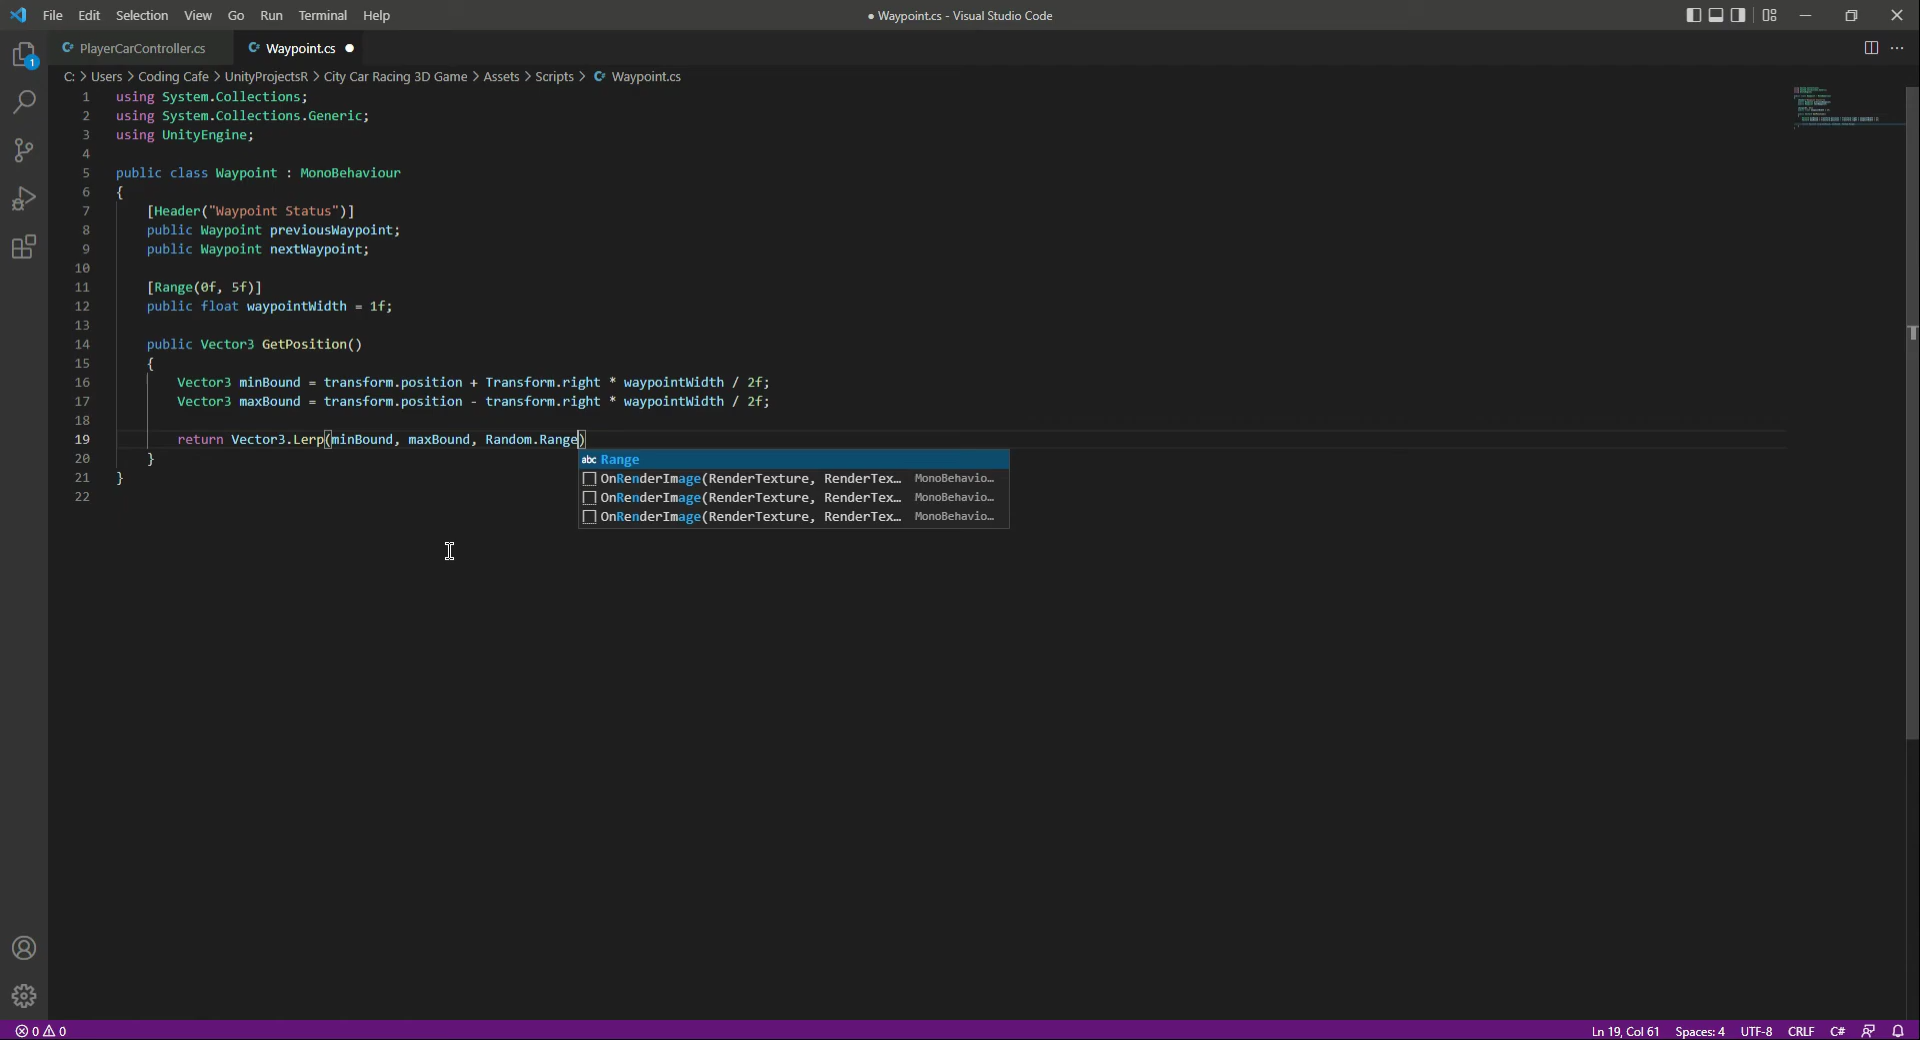 File Edit Selection View Go Run Terminal Help
● Waypoint.cs - Visual Studio Code
PlayerCarController.cs
Waypoint.cs ●
C: > Users > Coding Cafe > UnityProjectsR > City Car Racing 3D Game > Assets > Scripts > Waypoint.cs
1 using System.Collections;
2 using System.Collections.Generic;
3 using UnityEngine;
4
5 public class Waypoint : MonoBehaviour
6 {
7 [Header("Waypoint Status")]
8 public Waypoint previousWaypoint;
9 public Waypoint nextWaypoint;
10
11 [Range(0f, 5f)]
12 public float waypointWidth = 1f;
13
14 public Vector3 GetPosition()
15 {
16 Vector3 minBound = transform.position + Transform.right * waypointWidth / 2f;
17 Vector3 maxBound = transform.position - transform.right * waypointWidth / 2f;
18
19 return Vector3.Lerp(minBound, maxBound, Random.Range)
20 }
abc Range
21 }
OnRenderImage(RenderTexture, RenderTex… MonoBehavio…
22
OnRenderImage(RenderTexture, RenderTex… MonoBehavio…
OnRenderImage(RenderTexture, RenderTex… MonoBehavio…
1
0 0
Ln 19, Col 61 Spaces: 4 UTF-8 CRLF C#